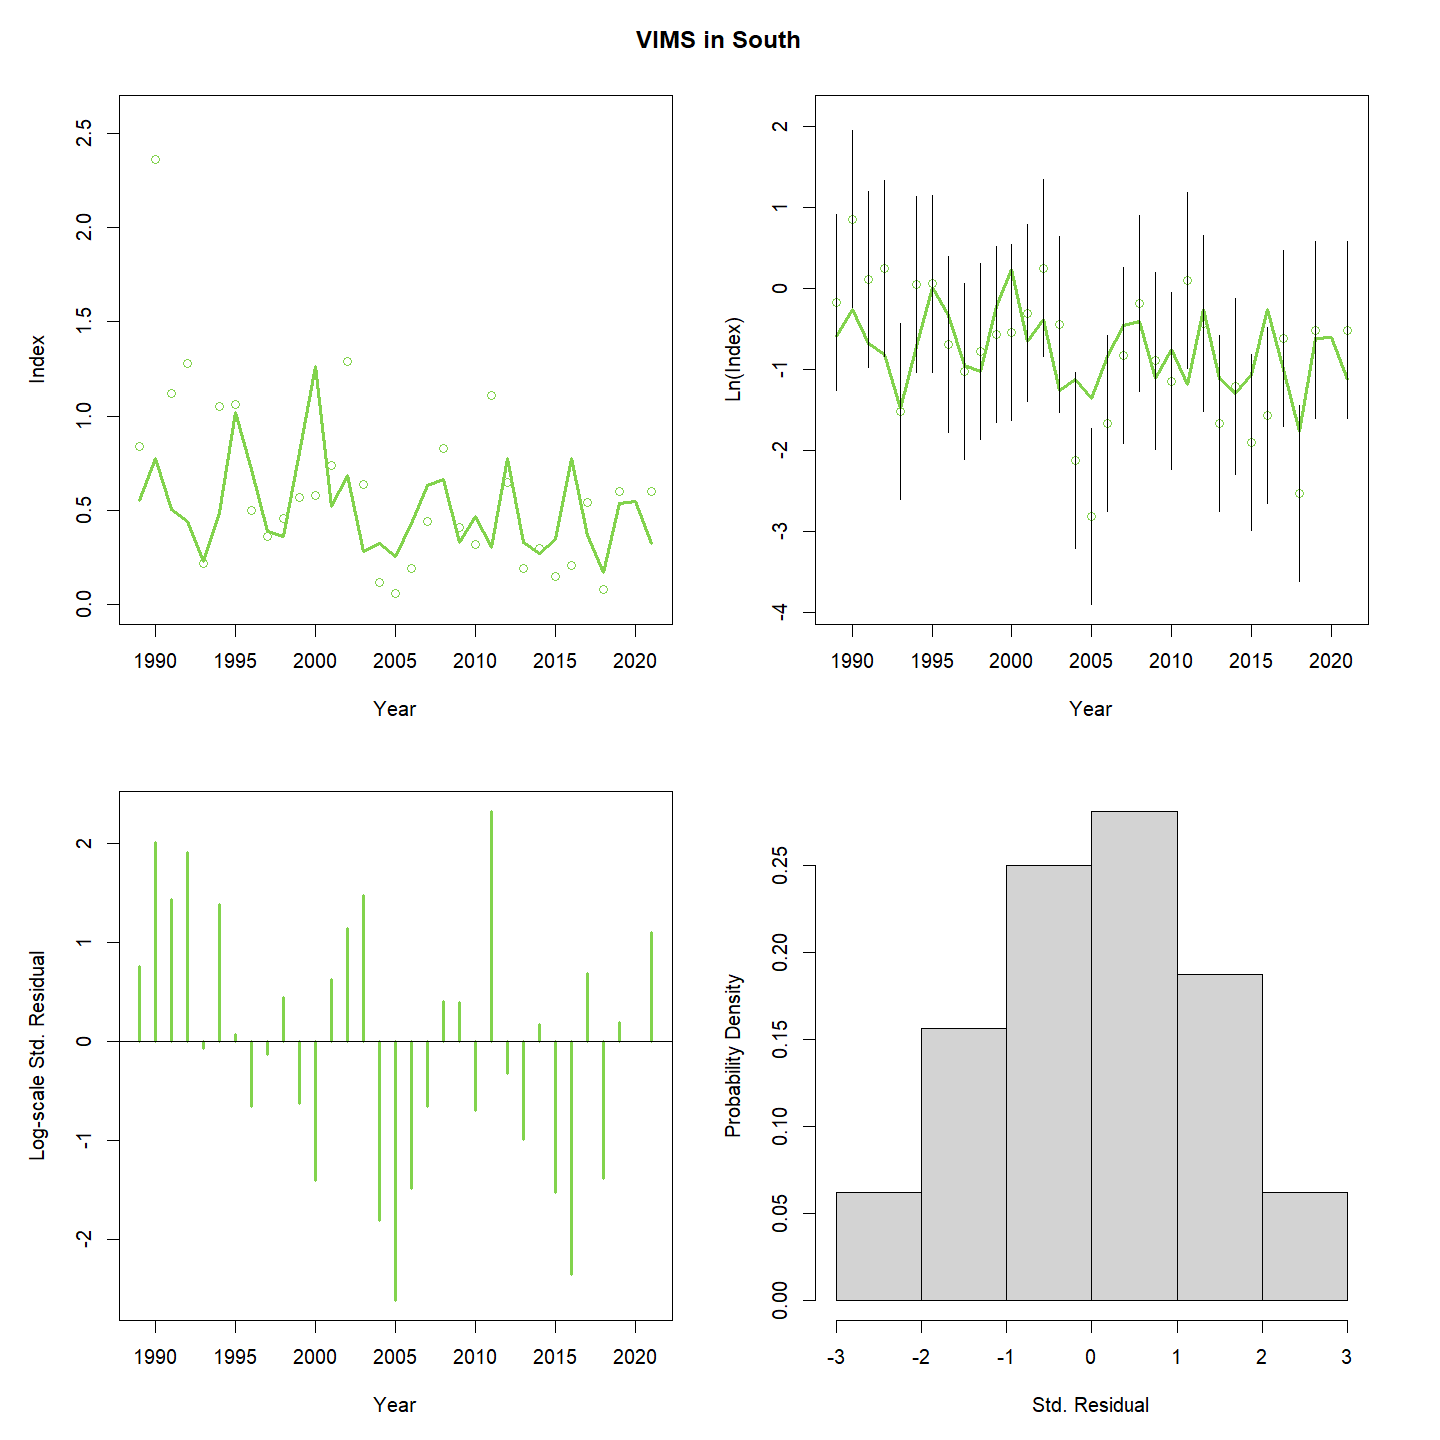 VIMS in South
Index
2.5
2.0
1.5
1.0
0.5
0.0
1990 1995 2000 2005 2010 2015 2020
Year
Ln(Index)
2
1
0
-1
-2
-3
-4
1990 1995 2000 2005 2010 2015 2020
Year
Log-scale Std. Residual
2
1
0
-1
-2
1990 1995 2000 2005 2010 2015 2020
Year
Probability Density
0.25
0.20
0.15
0.10
0.05
0.00
-3 -2 -1 0 1 2 3
Std. Residual